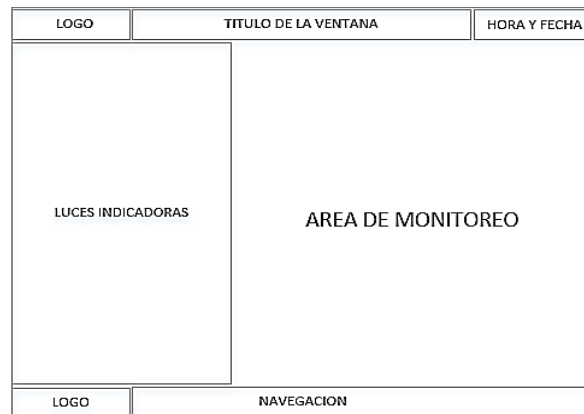 LOGO
TITULO DE LA VENTANA
HORA Y FECHA
LUCES INDICADORAS
AREA DE MONITOREO
LOGO
NAVEGACION